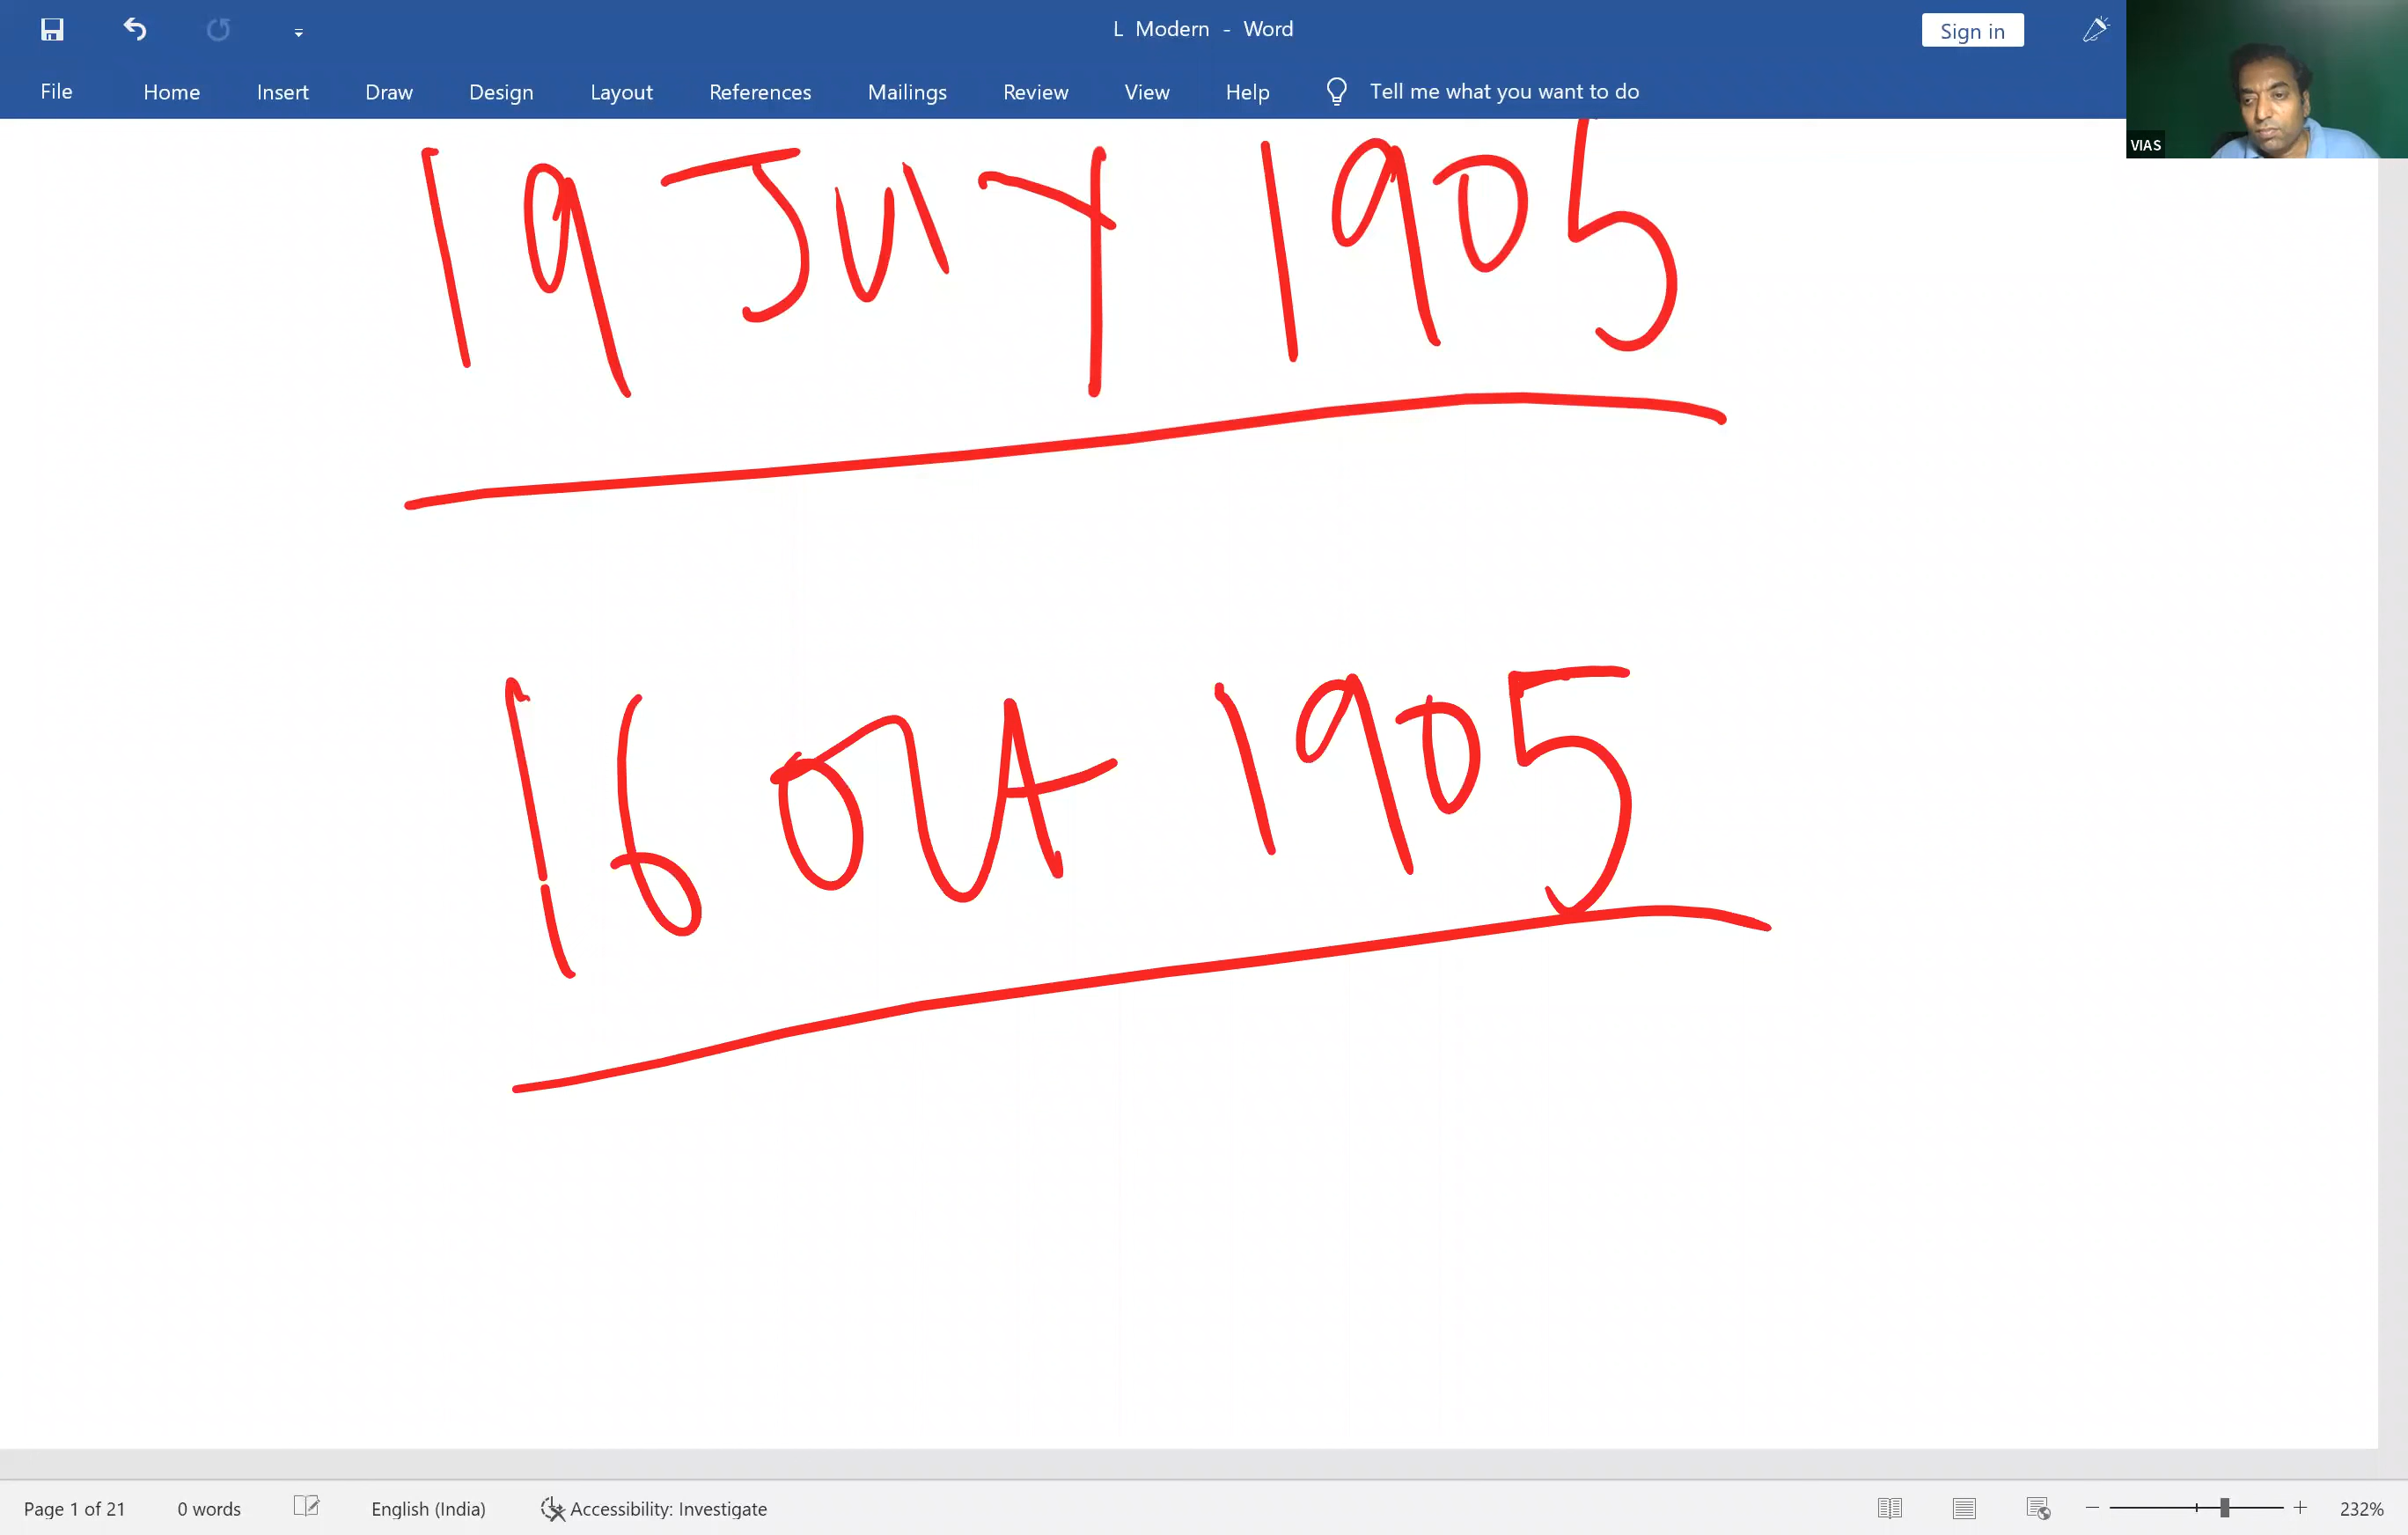 L Modern - Word
Sign in
File Home Insert Draw Design Layout References Mailings Review View Help Tell me what you want to do
VIAS
19 July 1905
16 Oct 1905
Page 1 of 21 0 words English (India) Accessibility: Investigate 232%